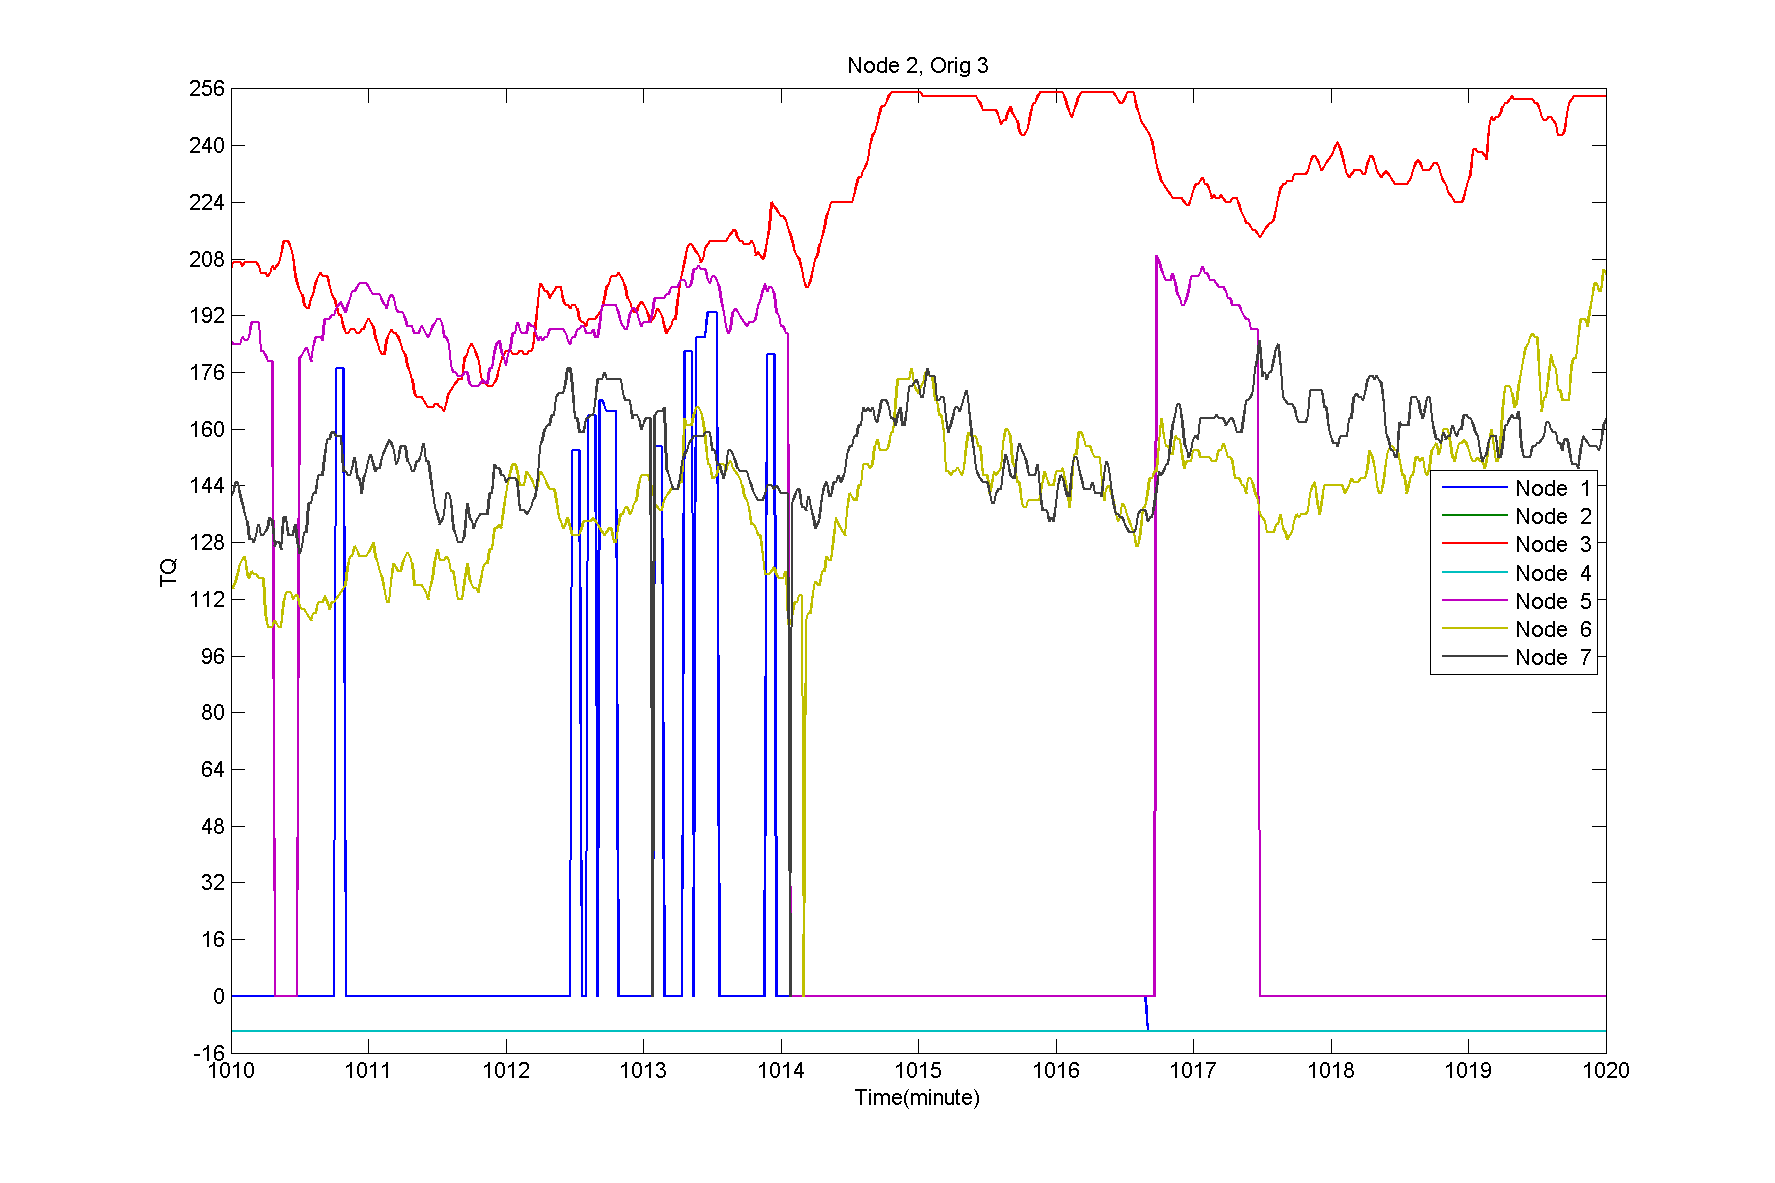 Node 2, Orig 3
256
240
224
208
192
176
160
144
128
112
96
80
64
48
32
16
0
-16
TQ
Node 1
Node 2
Node 3
Node 4
Node 5
Node 6
Node 7
1010 1011 1012 1013 1014 1015 1016 1017 1018 1019 1020
Time(minute)